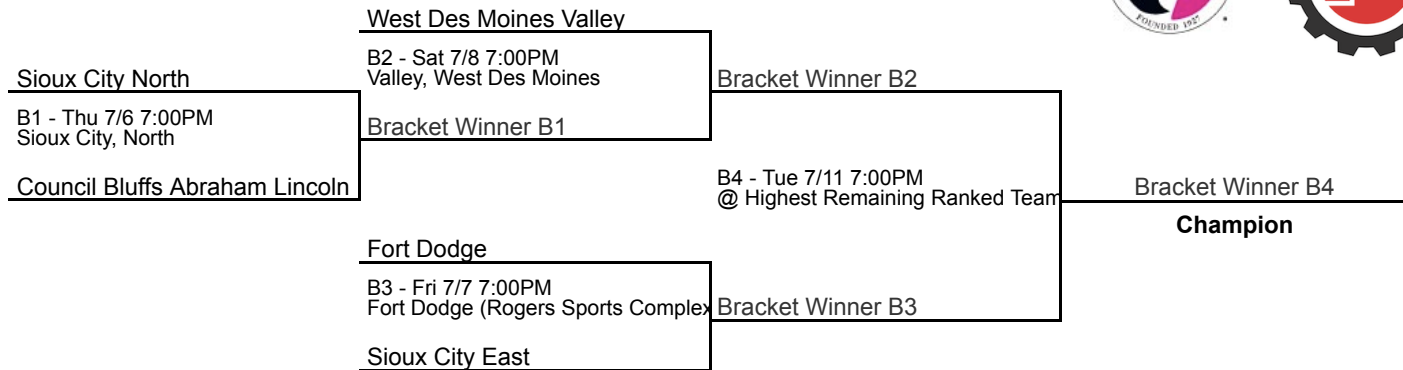 FOUNDED 1927
West Des Moines Valley
B2 - Sat 7/8 7:00PM
Valley, West Des Moines
Sioux City North
Bracket Winner B2
B1 - Thu 7/6 7:00PM
Sioux City, North
Bracket Winner B1
Council Bluffs Abraham Lincoln
B4 - Tue 7/11 7:00PM
@ Highest Remaining Ranked Team
Bracket Winner B4
Champion
Fort Dodge
B3 - Fri 7/7 7:00PM
Fort Dodge (Rogers Sports Complex
Bracket Winner B3
Sioux City East